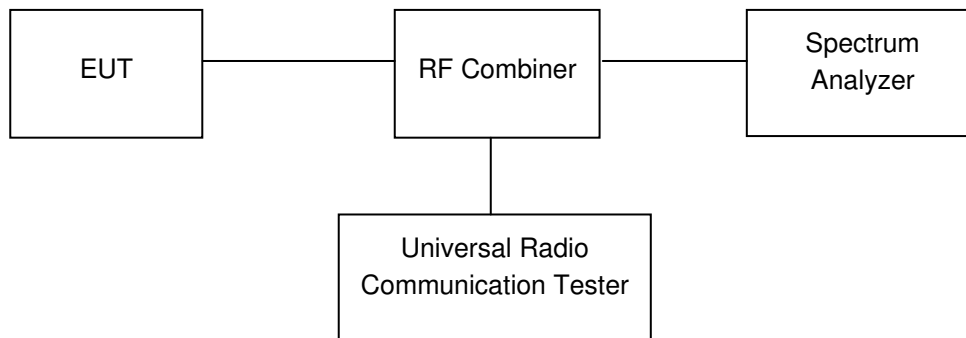 EUT
RF Combiner
Spectrum
Analyzer
Universal Radio
Communication Tester